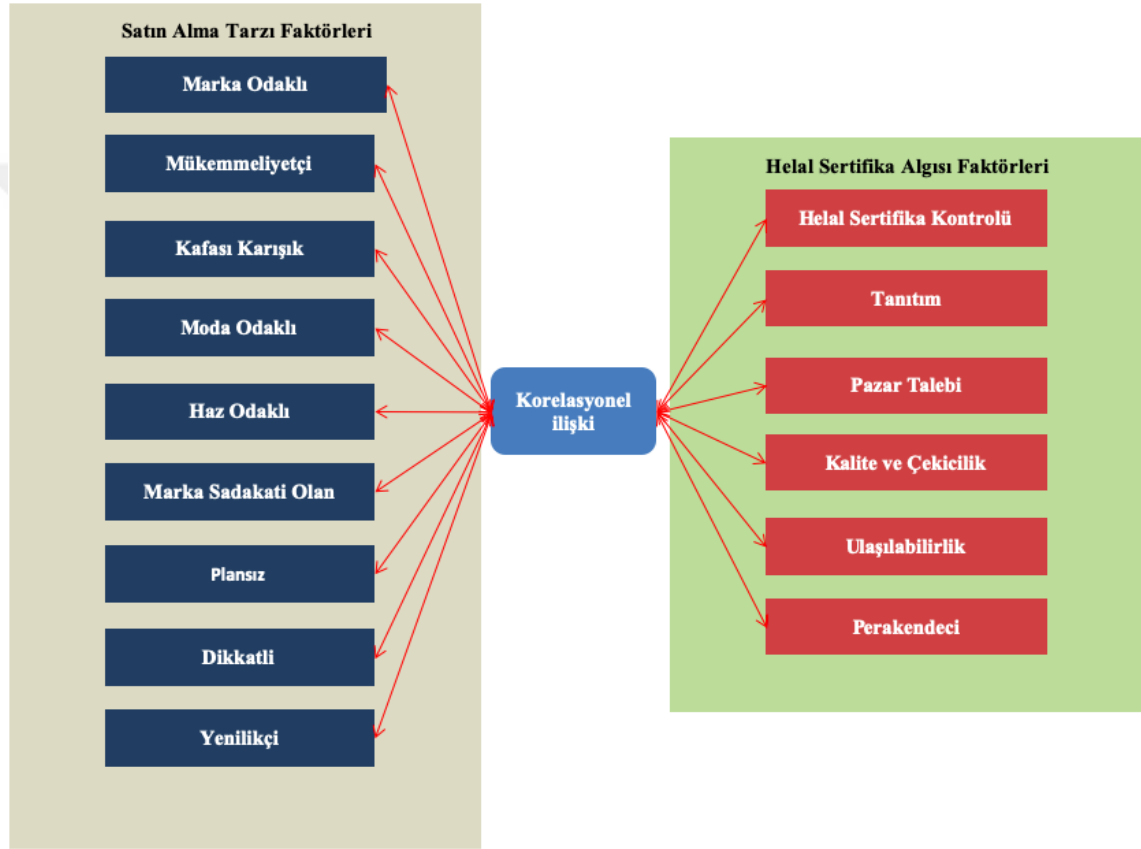 Satın Alma Tarzı Faktörleri
Marka Odaklı
Mükemmeliyetçi
Kafası Karışık
Moda Odaklı
Haz Odaklı
Marka Sadakati Olan
Plansız
Dikkatli
Yenilikçi
Korelasyonel
ilişki
Helal Sertifika Algısı Faktörleri
Helal Sertifika Kontrolü
Tanıtım
Pazar Talebi
Kalite ve Çekicilik
Ulaşılabilirlik
Perakendeci